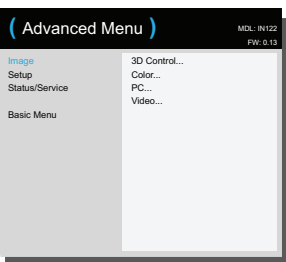 ( Advanced Menu )
MDL: IN122
FW: 0.13
Image
Setup
Status/Service
Basic Menu
3D Control...
Color...
PC...
Video...